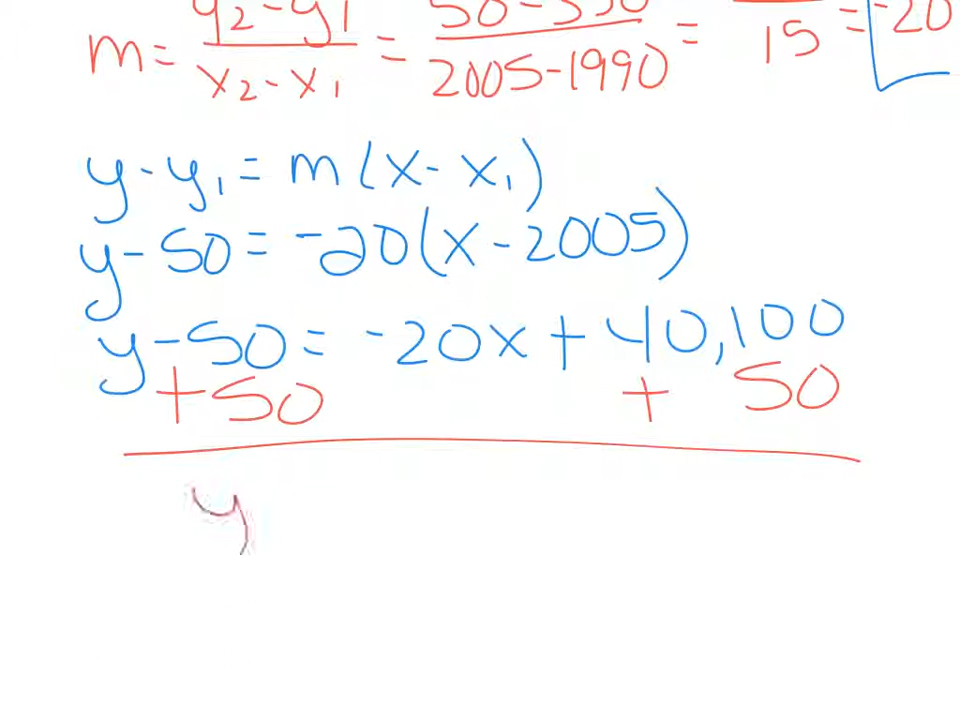 m = y2 - y1 / x2 - x1 = 50 - 350 / 2005 - 1990 = / 15 = -20
y - y1 = m(x - x1)
y - 50 = -20(x - 2005)
y - 50 = -20x + 40,100
+50 + 50
y